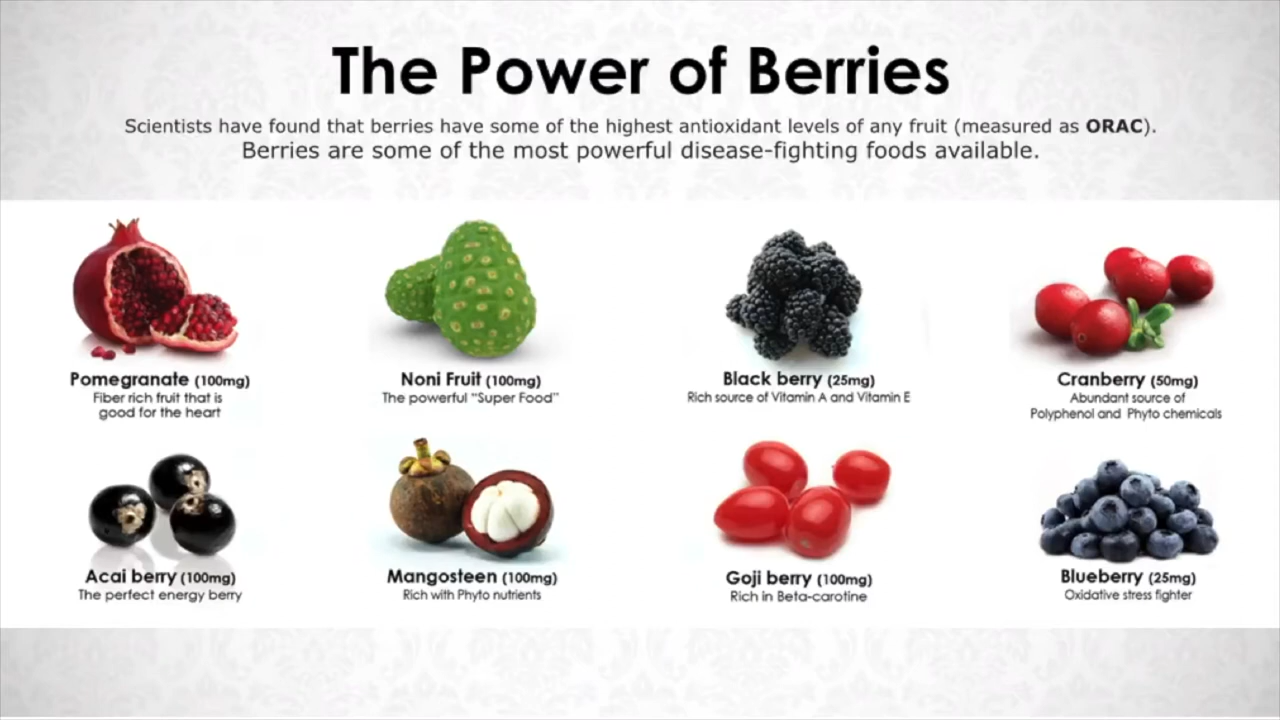 The Power of Berries
Scientists have found that berries have some of the highest antioxidant levels of any fruit (measured as ORAC).
Berries are some of the most powerful disease-fighting foods available.
Pomegranate (100mg)
Fiber rich fruit that is
good for the heart
Noni Fruit (100mg)
The powerful “Super Food”
Black berry (25mg)
Rich source of Vitamin A and Vitamin E
Cranberry (50mg)
Abundant source of
Polyphenol and Phyto chemicals
Acai berry (100mg)
The perfect energy berry
Mangosteen (100mg)
Rich with Phyto nutrients
Goji berry (100mg)
Rich in Beta-carotine
Blueberry (25mg)
Oxidative stress fighter